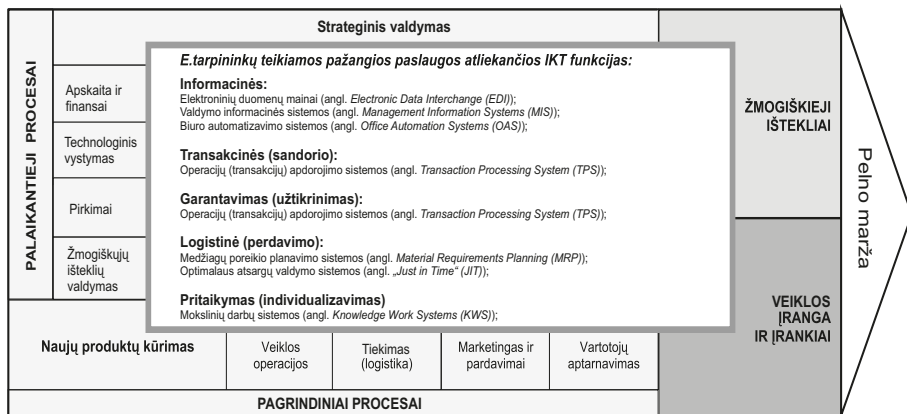 Strateginis valdymas
PALAIKANTIEJI PROCESAI
Apskaita ir
finansai
Technologinis
vystymas
Pirkimai
Žmogiškųjų
išteklių
valdymas
E.tarpininkų teikiamos pažangios paslaugos atliekančios IKT funkcijas:
Informacinės:
Elektroninių duomenų mainai (angl. Electronic Data Interchange (EDI));
Valdymo informacinės sistemos (angl. Management Information Systems (MIS));
Biuro automatizavimo sistemos (angl. Office Automation Systems (OAS));
Transakcinės (sandorio):
Operacijų (transakcijų) apdorojimo sistemos (angl. Transaction Processing System (TPS));
Garantavimas (užtikrinimas):
Operacijų (transakcijų) apdorojimo sistemos (angl. Transaction Processing System (TPS));
Logistinė (perdavimo):
Medžiagų poreikio planavimo sistemos (angl. Material Requirements Planning (MRP));
Optimalaus atsargų valdymo sistemos (angl. „Just in Time“ (JIT));
Pritaikymas (individualizavimas)
Mokslinių darbų sistemos (angl. Knowledge Work Systems (KWS));
ŽMOGIŠKIEJI
IŠTEKLIAI
VEIKLOS
ĮRANGA
IR ĮRANKIAI
Pelno marža
Naujų produktų kūrimas
Veiklos
operacijos
Tiekimas
(logistika)
Marketingas ir
pardavimai
Vartotojų
aptarnavimas
PAGRINDINIAI PROCESAI